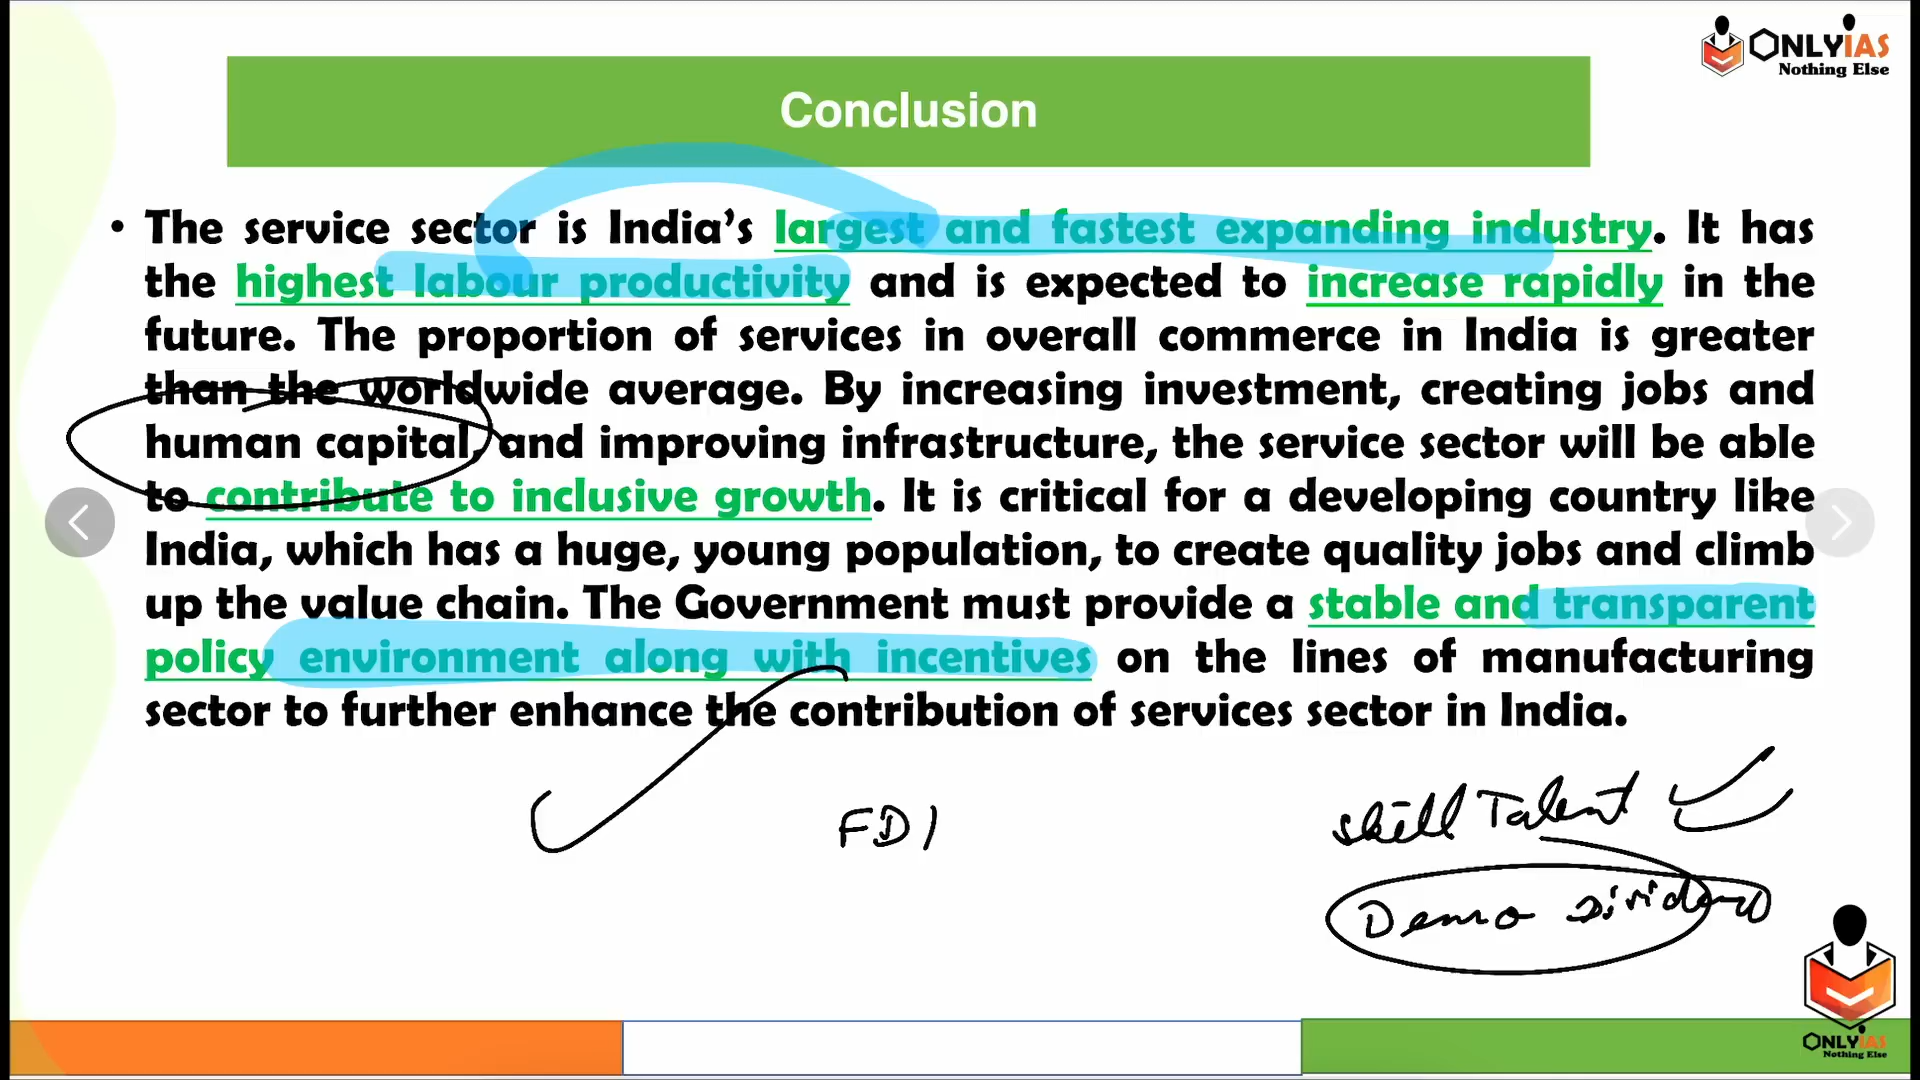 ONLYIAS
Nothing Else
Conclusion
• The service sector is India’s largest and fastest expanding industry. It has
the highest labour productivity and is expected to increase rapidly in the
future. The proportion of services in overall commerce in India is greater
than the worldwide average. By increasing investment, creating jobs and
human capital, and improving infrastructure, the service sector will be able
to contribute to inclusive growth. It is critical for a developing country like
India, which has a huge, young population, to create quality jobs and climb
up the value chain. The Government must provide a stable and transparent
policy environment along with incentives on the lines of manufacturing
sector to further enhance the contribution of services sector in India.
FDI
Skill Talent
Demo Dividend
ONLYIAS
Nothing Else